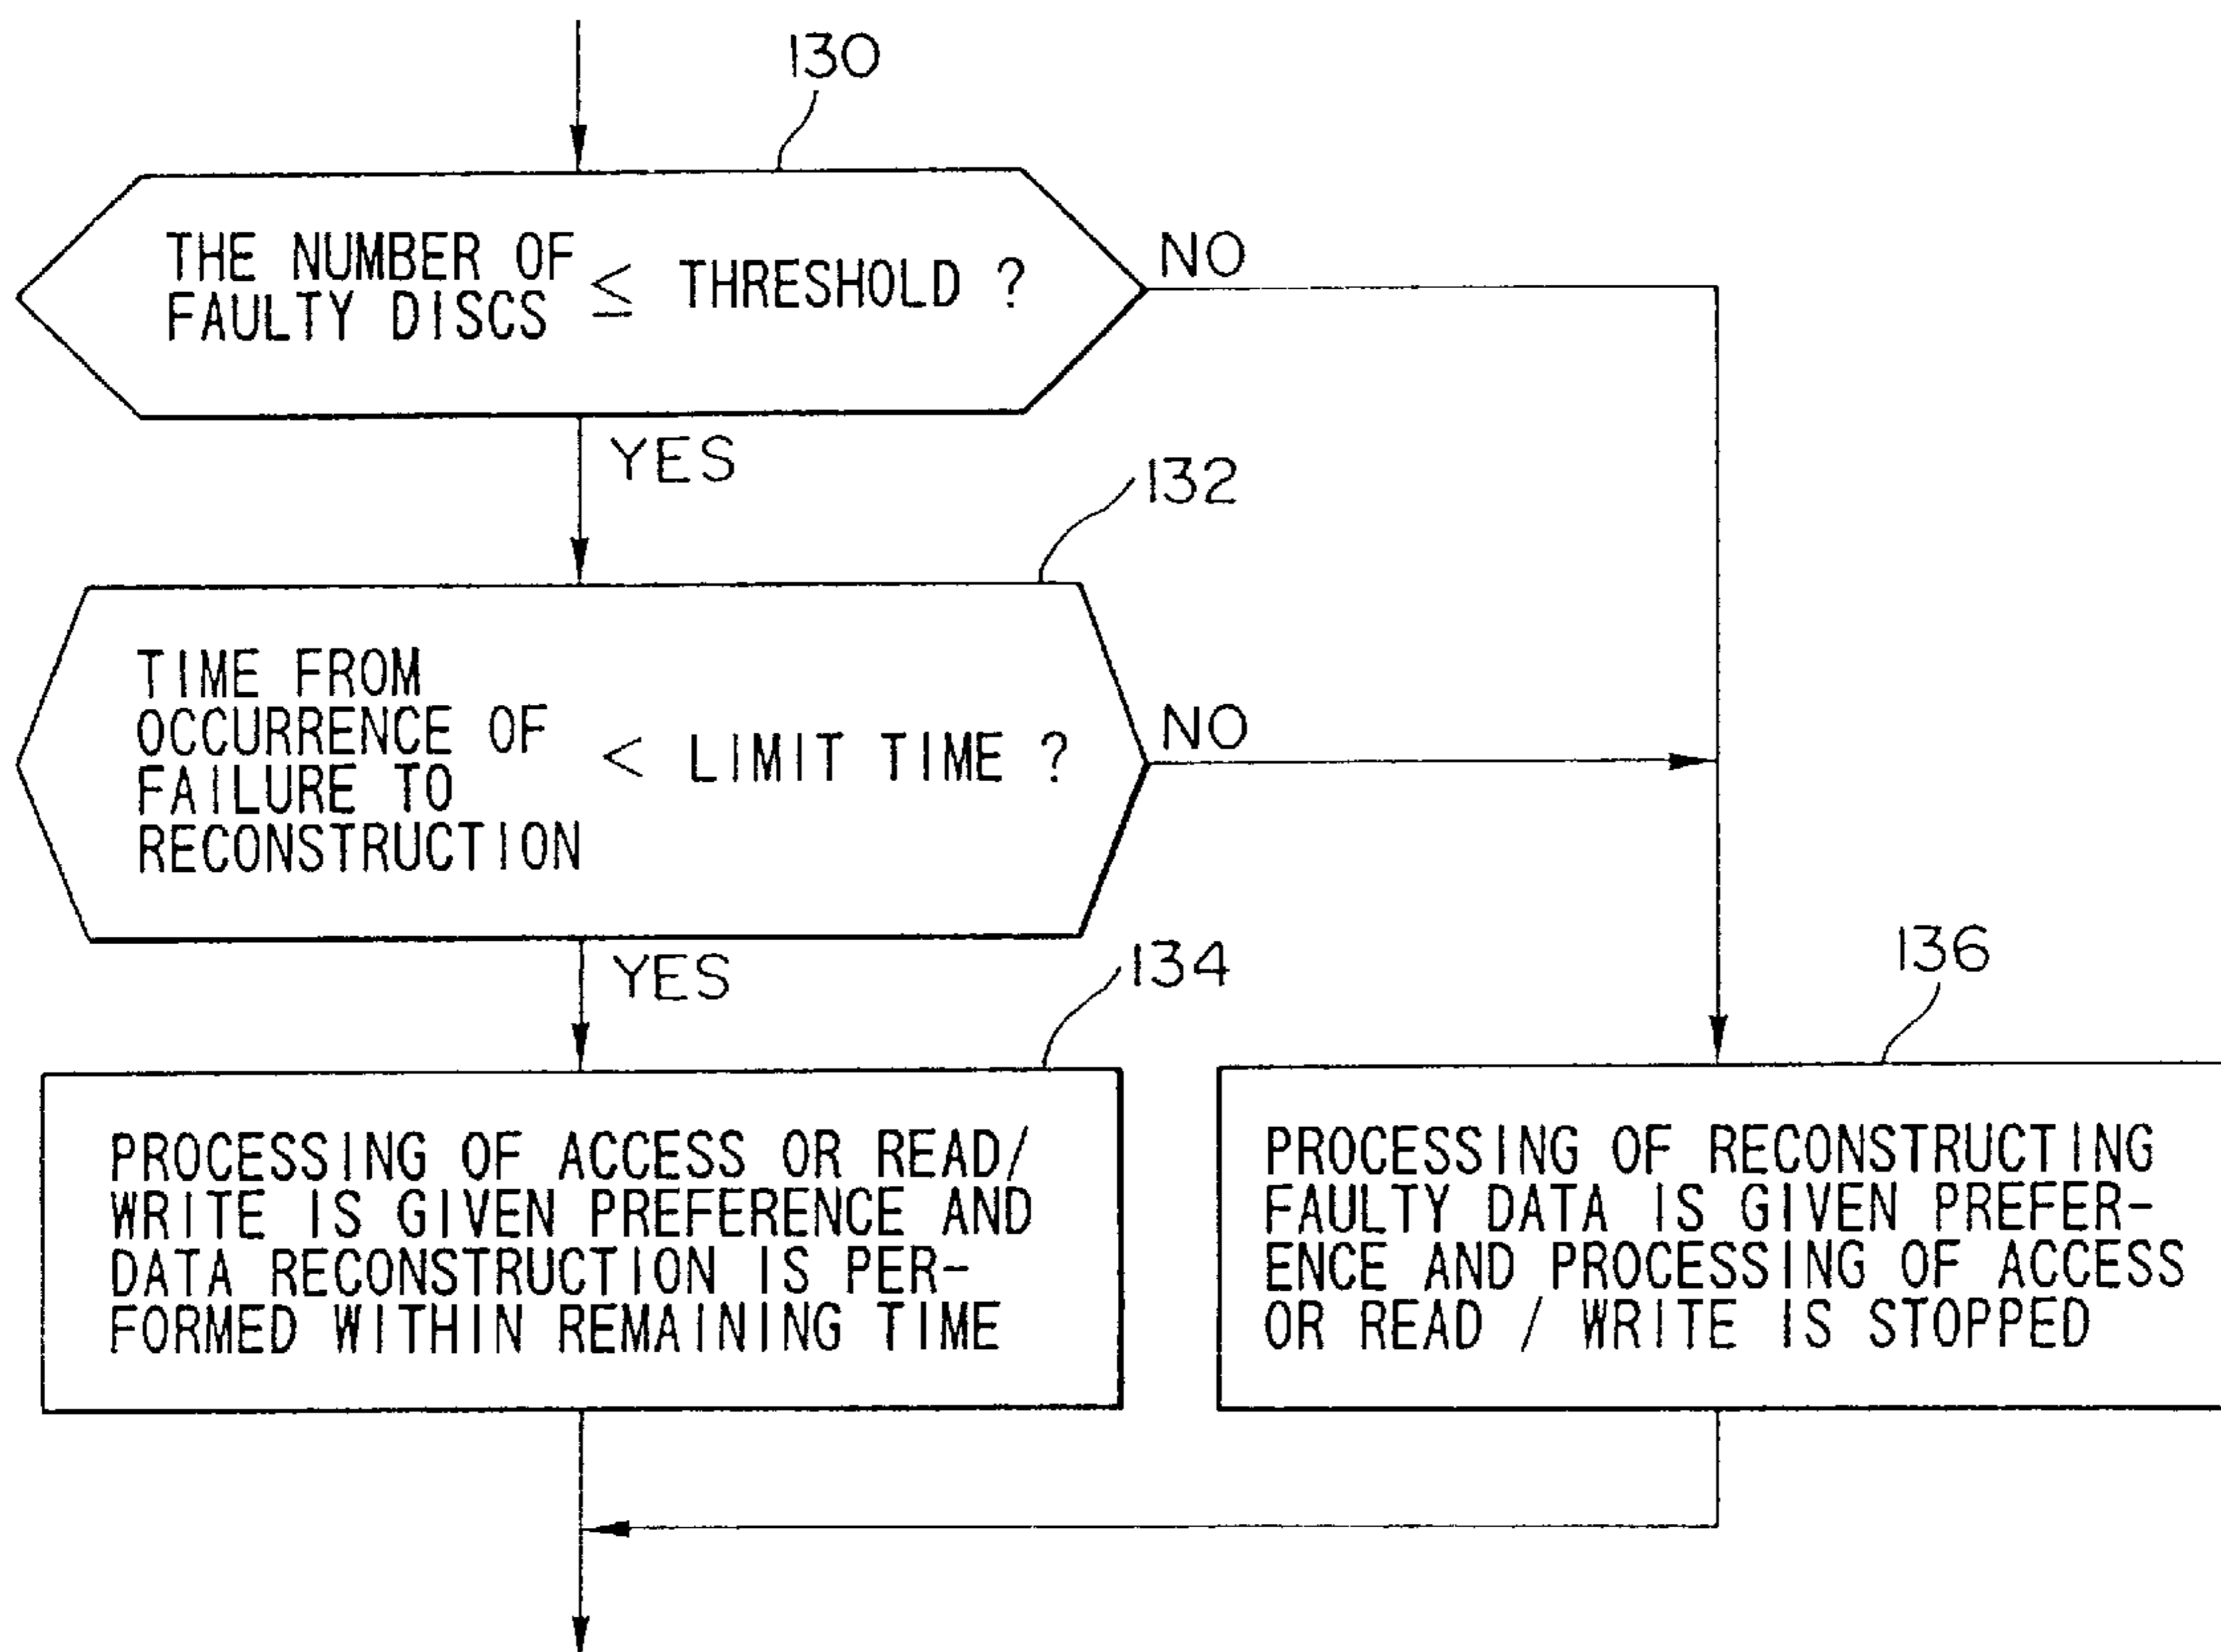 130
THE NUMBER OF
FAULTY DISCS ≤ THRESHOLD ?
NO
YES
132
TIME FROM
OCCURRENCE OF
FAILURE TO
RECONSTRUCTION
< LIMIT TIME ?
NO
YES
134
PROCESSING OF ACCESS OR READ/
WRITE IS GIVEN PREFERENCE AND
DATA RECONSTRUCTION IS PER-
FORMED WITHIN REMAINING TIME
136
PROCESSING OF RECONSTRUCTING
FAULTY DATA IS GIVEN PREFER-
ENCE AND PROCESSING OF ACCESS
OR READ / WRITE IS STOPPED